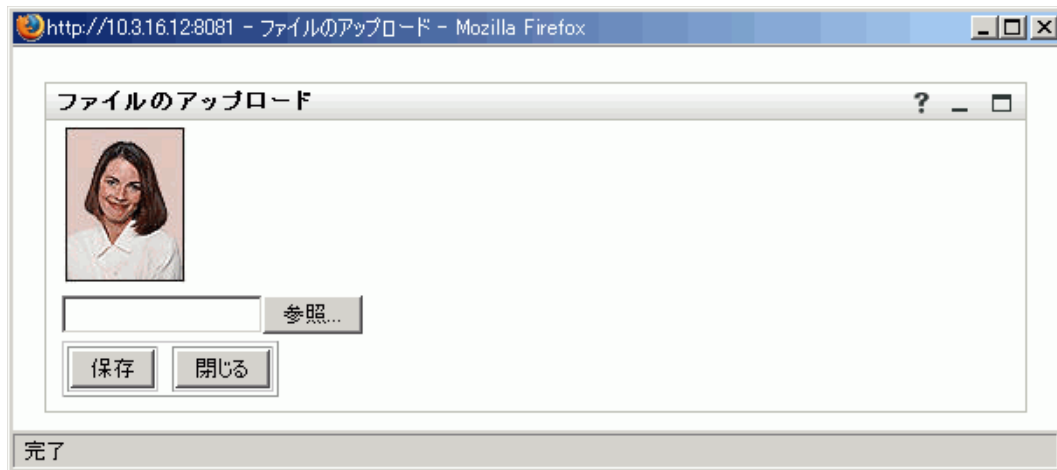 http://10.3.16.12:8081 - ファイルのアップロード - Mozilla Firefox
ファイルのアップロード ?
参照...
保存 閉じる
完了